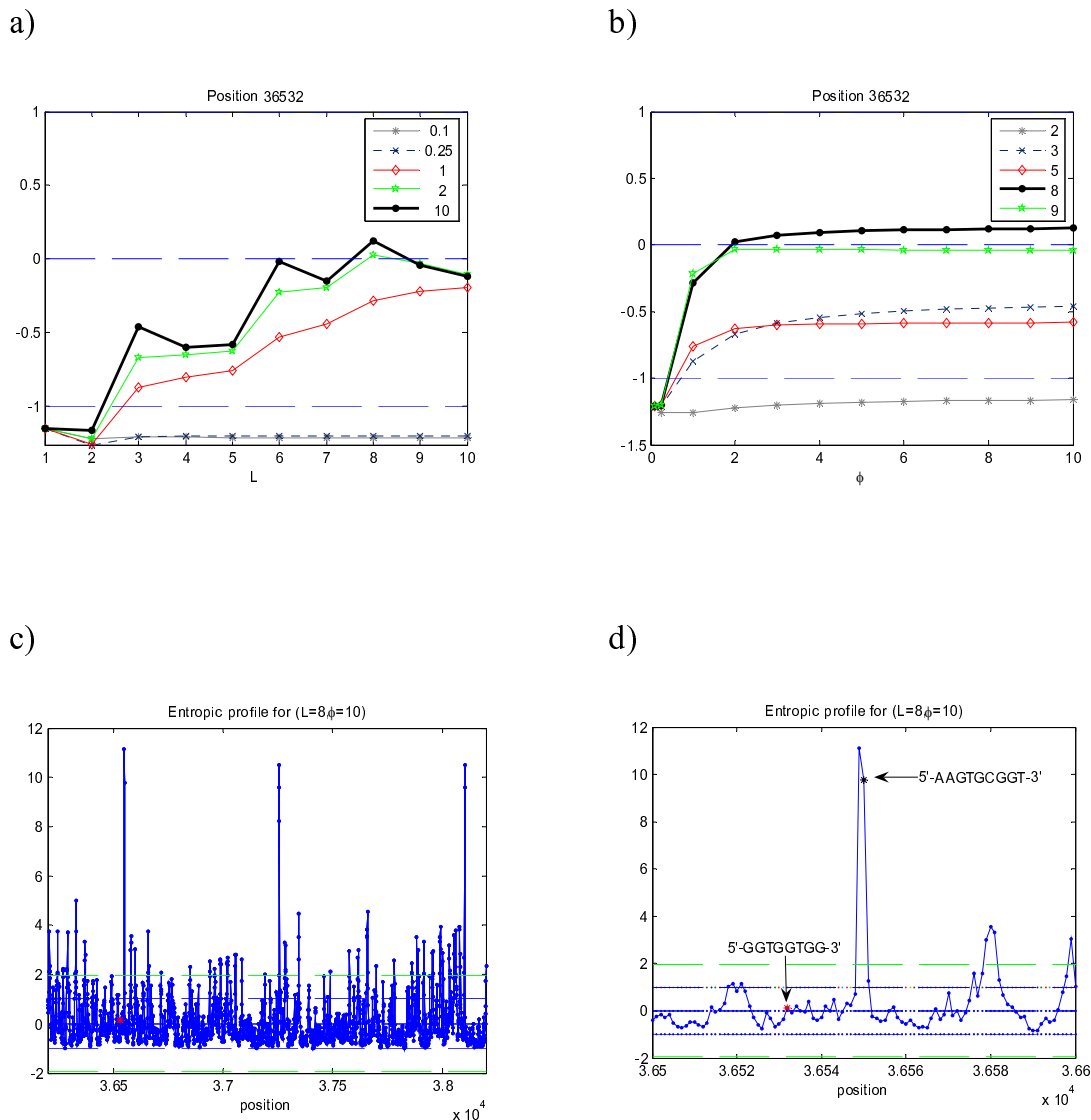 a)
Position 36532
1
0.5
0
-0.5
-1
1 2 3 4 5 6 7 8 9 10
L
0.1
0.25
1
2
10
b)
Position 36532
1
0.5
0
-0.5
-1
-1.5
0 2 4 6 8 10
ϕ
2
3
5
8
9
c)
Entropic profile for (L=8,ϕ=10)
12
10
8
6
4
2
0
-2
3.65 3.7 3.75 3.8
position
x 10⁴
d)
Entropic profile for (L=8,ϕ=10)
12
10
8
6
4
2
0
-2
5'-AAGTGCGGT-3'
5'-GGTGGTGG-3'
3.65 3.652 3.654 3.656 3.658 3.66
position
x 10⁴